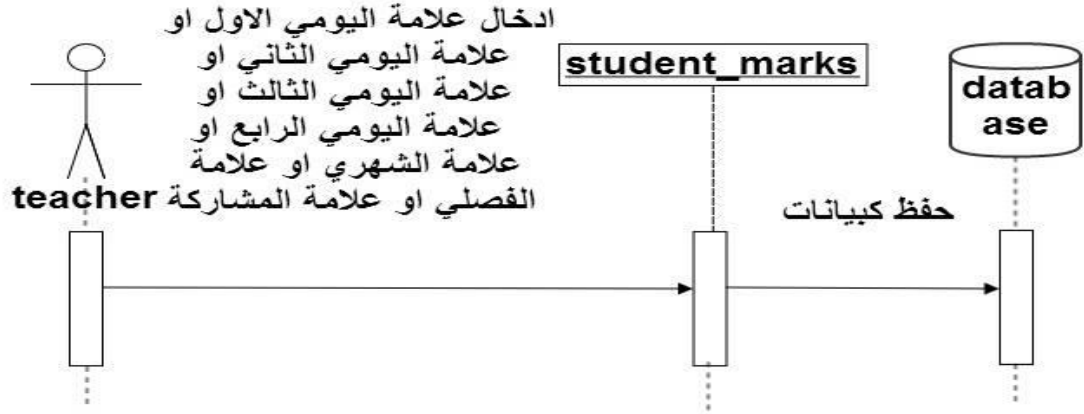 ادخال علامة اليومي الاول او
علامة اليومي الثاني او
علامة اليومي الثالث او
علامة اليومي الرابع او
علامة الشهري او علامة
الفصلي او علامة المشاركة
teacher
student_marks
datab
ase
حفظ كبيانات